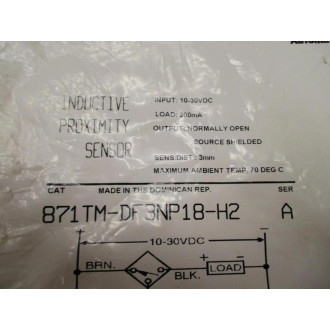 INDUCTIVE
PROXIMITY
SENSOR
INPUT: 10-30VDC
LOAD: 200mA
OUTPUT: NORMALLY OPEN
SOURCE SHIELDED
SENS. DIST.: 3mm
MAXIMUM AMBIENT TEMP. 70 DEG C
CAT MADE IN THE DOMINICAN REP. SER
871TM-DF3NP18-H2 A
- 10-30VDC +
BRN. BLK. LOAD